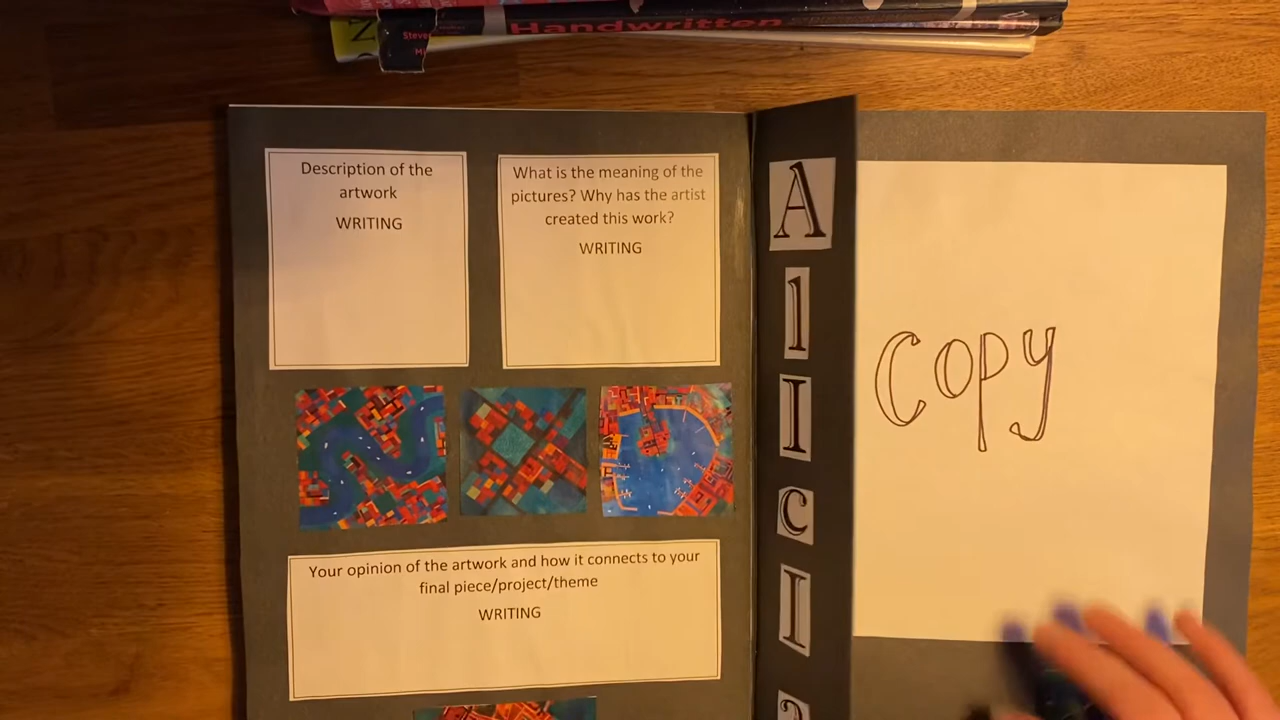 Handwritten
Steve
Description of the
artwork
WRITING
What is the meaning of the
pictures? Why has the artist
created this work?
WRITING
Your opinion of the artwork and how it connects to your
final piece/project/theme
WRITING
A
l
I
c
I
a
Copy